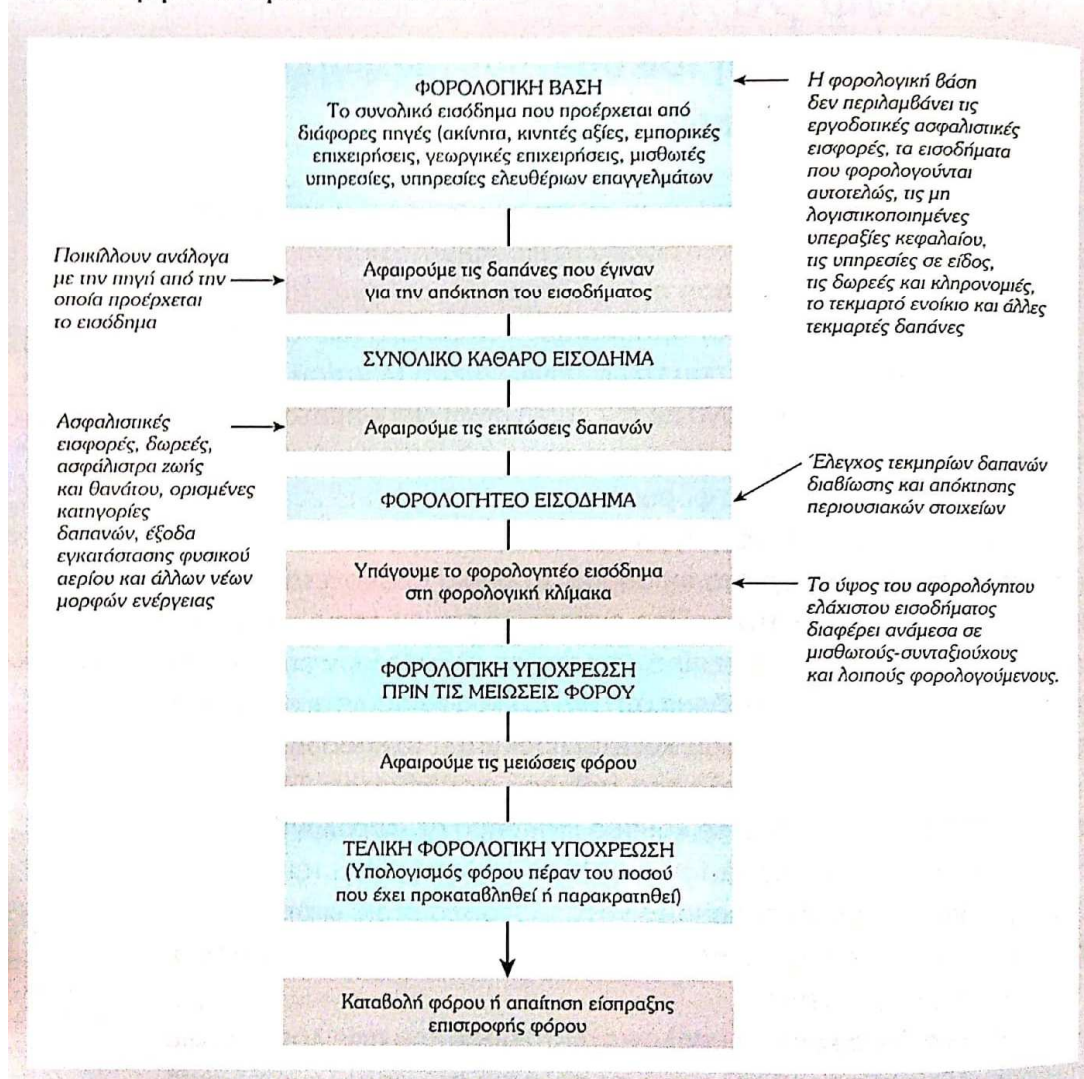 ΦΟΡΟΛΟΓΙΚΗ ΒΑΣΗ
Το συνολικό εισόδημα που προέρχεται από
διάφορες πηγές (ακίνητα, κινητές αξίες, εμπορικές
επιχειρήσεις, γεωργικές επιχειρήσεις, μισθωτές
υπηρεσίες, υπηρεσίες ελευθέριων επαγγελμάτων
Η φορολογική βάση
δεν περιλαμβάνει τις
εργοδοτικές ασφαλιστικές
εισφορές, τα εισοδήματα
που φορολογούνται
αυτοτελώς, τις μη
λογιστικοποιημένες
υπεραξίες κεφαλαίου,
τις υπηρεσίες σε είδος,
τις δωρεές και κληρονομιές,
το τεκμαρτό ενοίκιο και άλλες
τεκμαρτές δαπάνες
Ποικίλλουν ανάλογα
με την πηγή από την
οποία προέρχεται
το εισόδημα
Αφαιρούμε τις δαπάνες που έγιναν
για την απόκτηση του εισοδήματος
ΣΥΝΟΛΙΚΟ ΚΑΘΑΡΟ ΕΙΣΟΔΗΜΑ
Ασφαλιστικές
εισφορές, δωρεές,
ασφάλιστρα ζωής
και θανάτου, ορισμένες
κατηγορίες
δαπανών, έξοδα
εγκατάστασης φυσικού
αερίου και άλλων νέων
μορφών ενέργειας
Αφαιρούμε τις εκπτώσεις δαπανών
ΦΟΡΟΛΟΓΗΤΕΟ ΕΙΣΟΔΗΜΑ
Έλεγχος τεκμηρίων δαπανών
διαβίωσης και απόκτησης
περιουσιακών στοιχείων
Υπάγουμε το φορολογητέο εισόδημα
στη φορολογική κλίμακα
Το ύψος του αφορολόγητου
ελάχιστου εισοδήματος
διαφέρει ανάμεσα σε
μισθωτούς-συνταξιούχους
και λοιπούς φορολογούμενους.
ΦΟΡΟΛΟΓΙΚΗ ΥΠΟΧΡΕΩΣΗ
ΠΡΙΝ ΤΙΣ ΜΕΙΩΣΕΙΣ ΦΟΡΟΥ
Αφαιρούμε τις μειώσεις φόρου
ΤΕΛΙΚΗ ΦΟΡΟΛΟΓΙΚΗ ΥΠΟΧΡΕΩΣΗ
(Υπολογισμός φόρου πέραν του ποσού
που έχει προκαταβληθεί ή παρακρατηθεί)
Καταβολή φόρου ή απαίτηση είσπραξης
επιστροφής φόρου